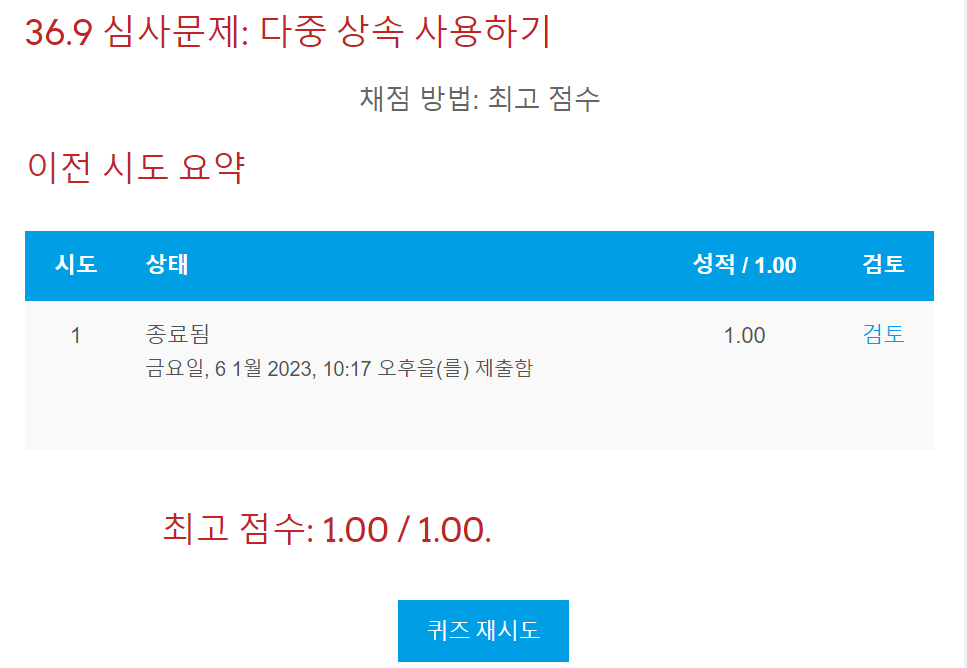 36.9 심사문제: 다중 상속 사용하기
채점 방법: 최고 점수
이전 시도 요약
시도 상태 성적 / 1.00 검토
1 종료됨 1.00 검토
금요일, 6 1월 2023, 10:17 오후을(를) 제출함
최고 점수: 1.00 / 1.00.
퀴즈 재시도